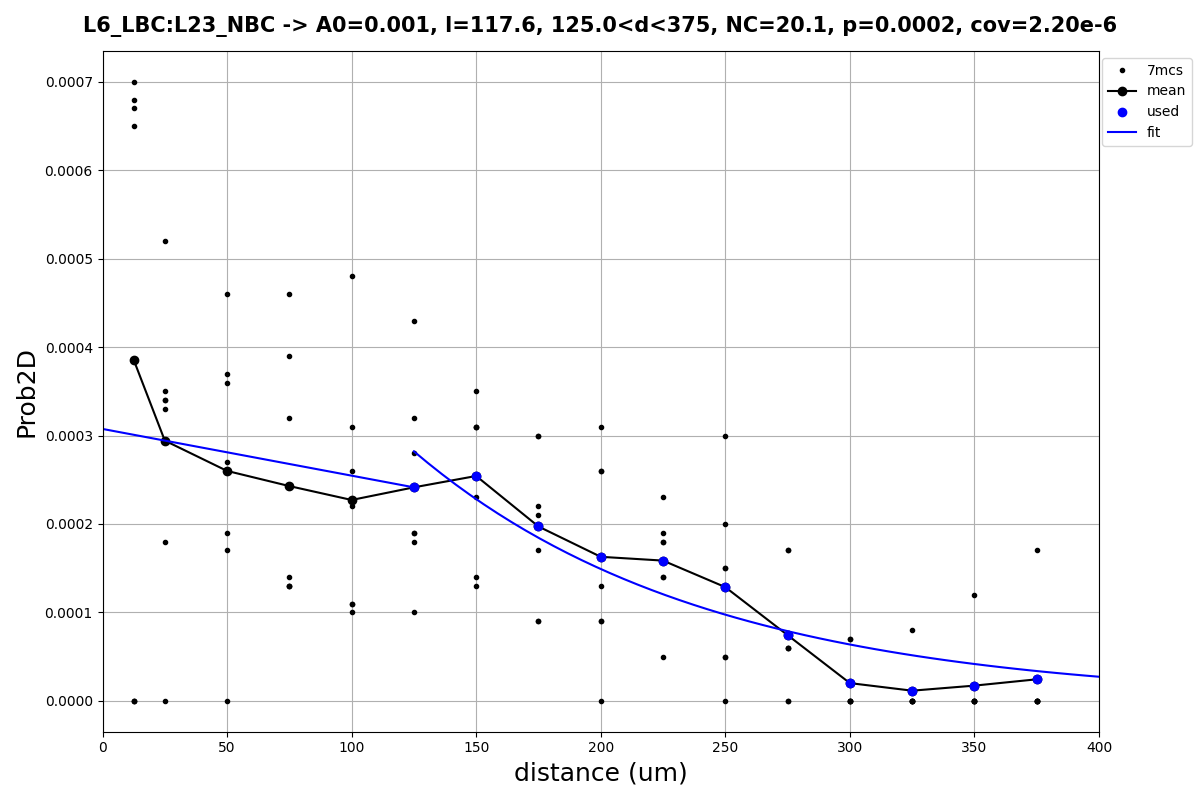 L6_LBC:L23_NBC -> A0=0.001, l=117.6, 125.0<d<375, NC=20.1, p=0.0002, cov=2.20e-6
7mcs
mean
used
fit
Prob2D
0.0007
0.0006
0.0005
0.0004
0.0003
0.0002
0.0001
0.0000
0 50 100 150 200 250 300 350 400
distance (um)